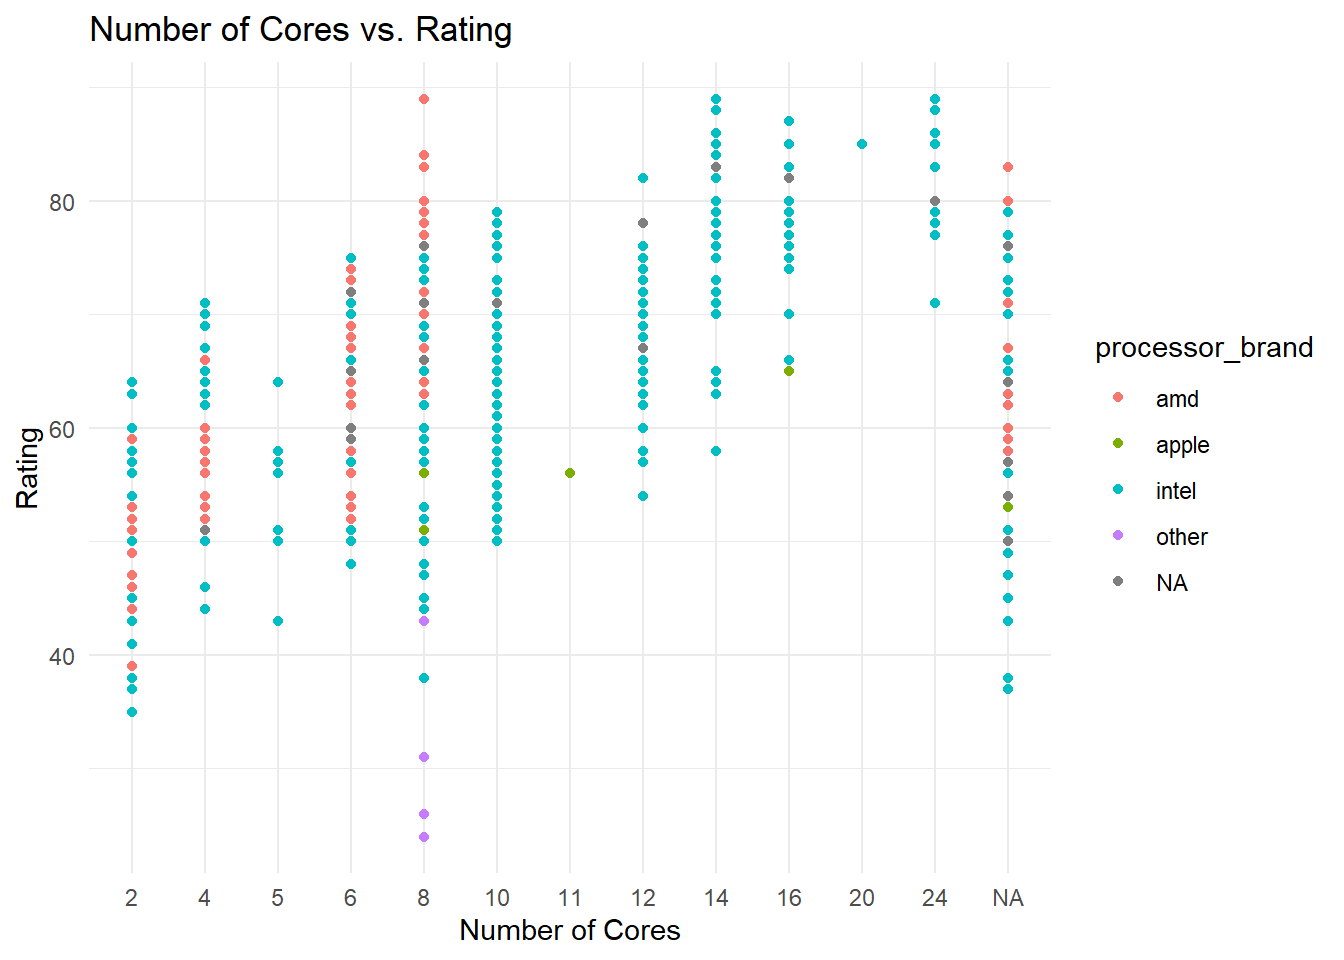 Number of Cores vs. Rating
80
60
40
Rating
2 4 5 6 8 10 11 12 14 16 20 24 NA
Number of Cores
processor_brand
amd
apple
intel
other
NA